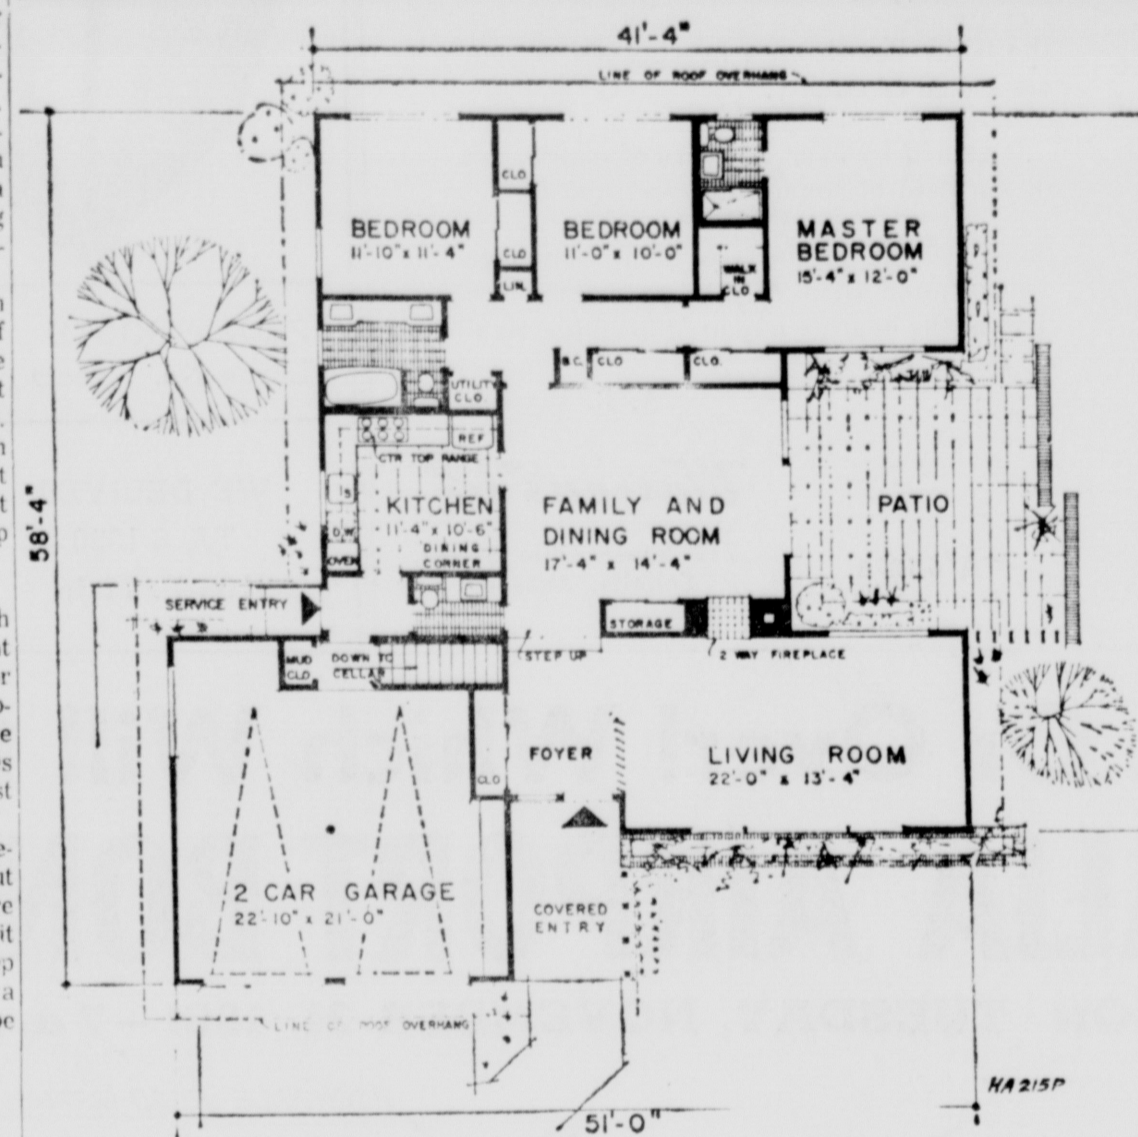 41'-4"
LINE OF ROOF OVERHANG
CLO
BEDROOM
11'-10" x 11'-4"
BEDROOM
11'-0" x 10'-0"
MASTER
BEDROOM
15'-4" x 12'-0"
CLO
LIN.
WALK
IN
CLO
B.C.
CLO
CLO.
UTILITY
CLO
REF
CTR TOP RANGE
S
KITCHEN
11'-4" x 10'-6"
D.W.
DINING
CORNER
OVEN
FAMILY AND
DINING ROOM
17'-4" x 14'-4"
PATIO
58'-4"
SERVICE ENTRY
STORAGE
MUD
CLO
DOWN TO
CELLAR
STEP UP
2 WAY FIREPLACE
FOYER
CLO
LIVING ROOM
22'-0" x 13'-4"
2 CAR GARAGE
22'-10" x 21'-0"
COVERED
ENTRY
LINE OF ROOF OVERHANG
HA215P
51'-0"